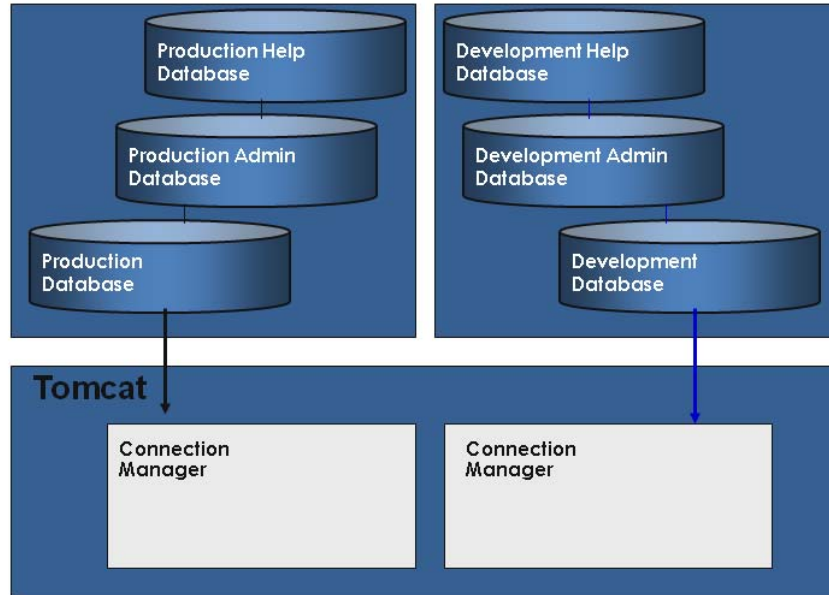 Production Help
Database
Production Admin
Database
Production
Database
Development Help
Database
Development Admin
Database
Development
Database
Tomcat
Connection
Manager
Connection
Manager